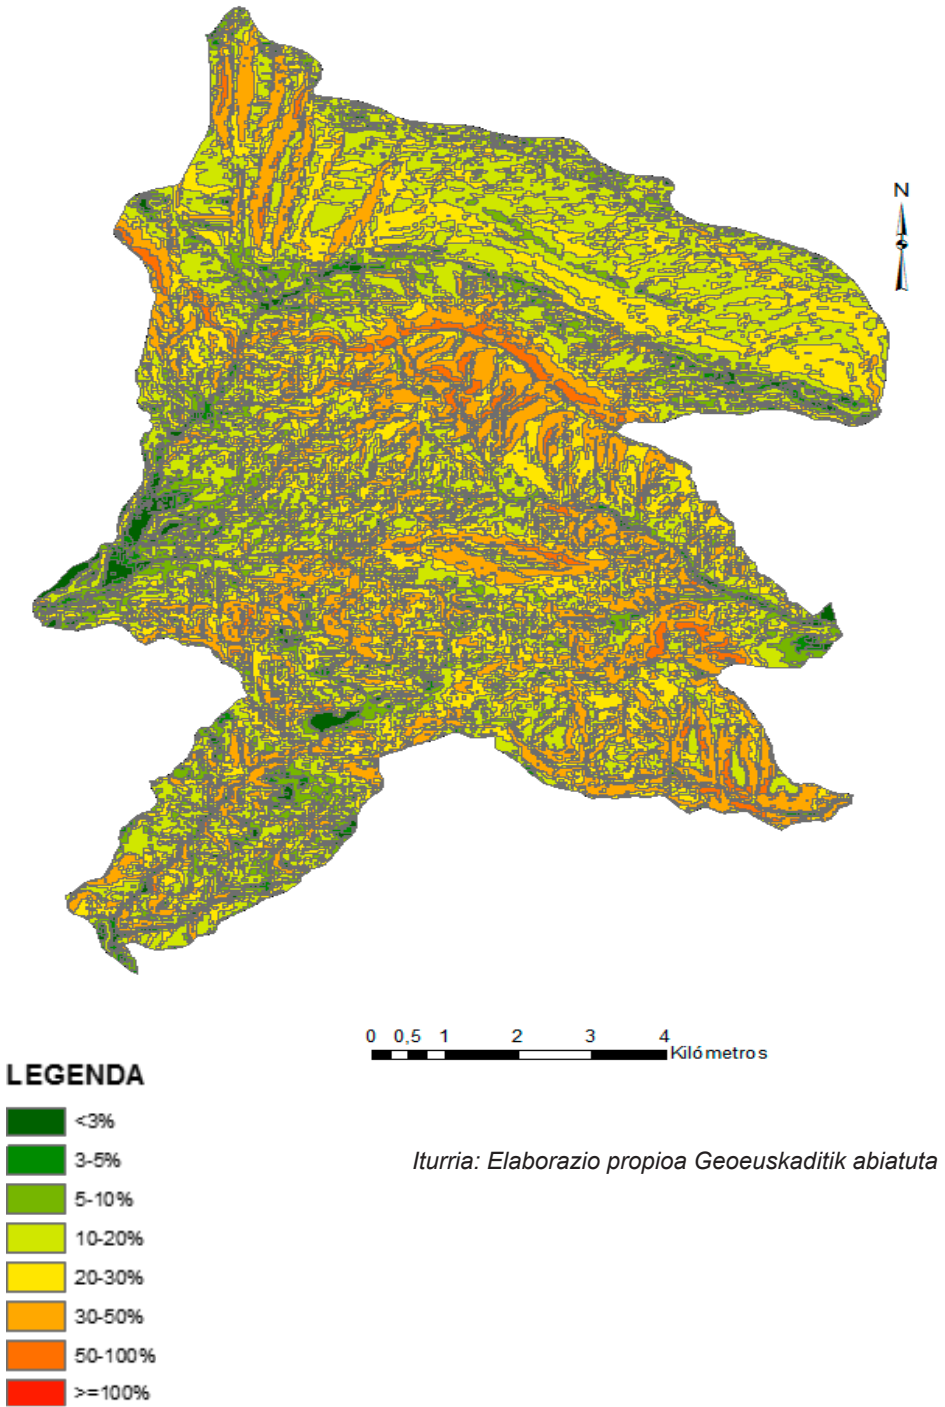 N
0 0,5 1 2 3 4
Kilómetros
LEGENDA
<3%
3-5%
5-10%
10-20%
20-30%
30-50%
50-100%
>=100%
Iturria: Elaborazio propioa Geoeuskaditik abiatuta